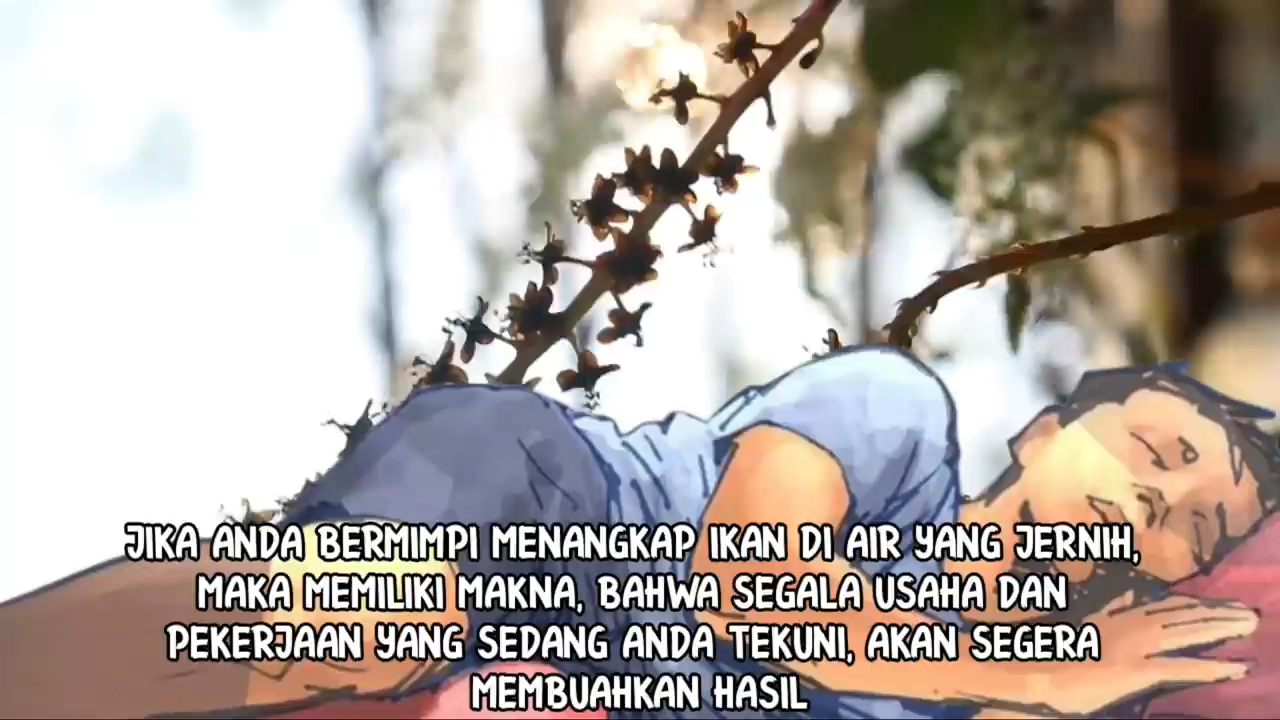 JIKA ANDA BERMIMPI MENANGKAP IKAN DI AIR YANG JERNIH,
MAKA MEMILIKI MAKNA, BAHWA SEGALA USAHA DAN
PEKERJAAN YANG SEDANG ANDA TEKUNI, AKAN SEGERA
MEMBUAHKAN HASIL